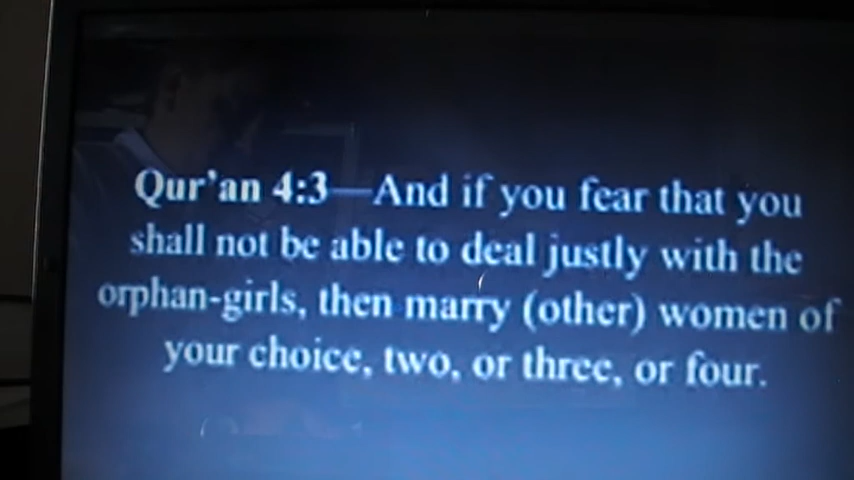 Qur'an 4:3—And if you fear that you
shall not be able to deal justly with the
orphan-girls, then marry (other) women of
your choice, two, or three, or four.